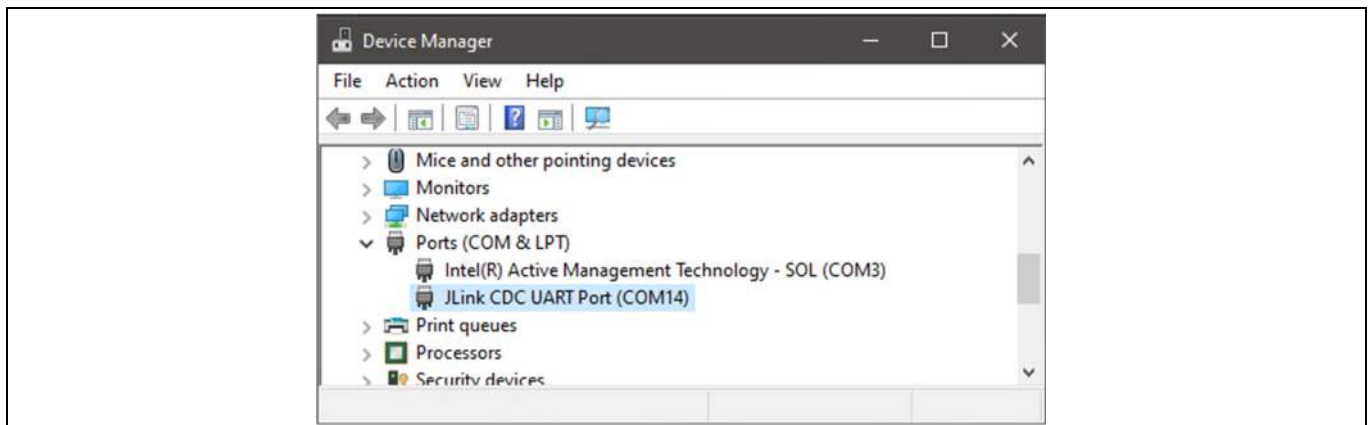 Device Manager
File Action View Help
Mice and other pointing devices
Monitors
Network adapters
Ports (COM & LPT)
Intel(R) Active Management Technology - SOL (COM3)
JLink CDC UART Port (COM14)
Print queues
Processors
Security devices